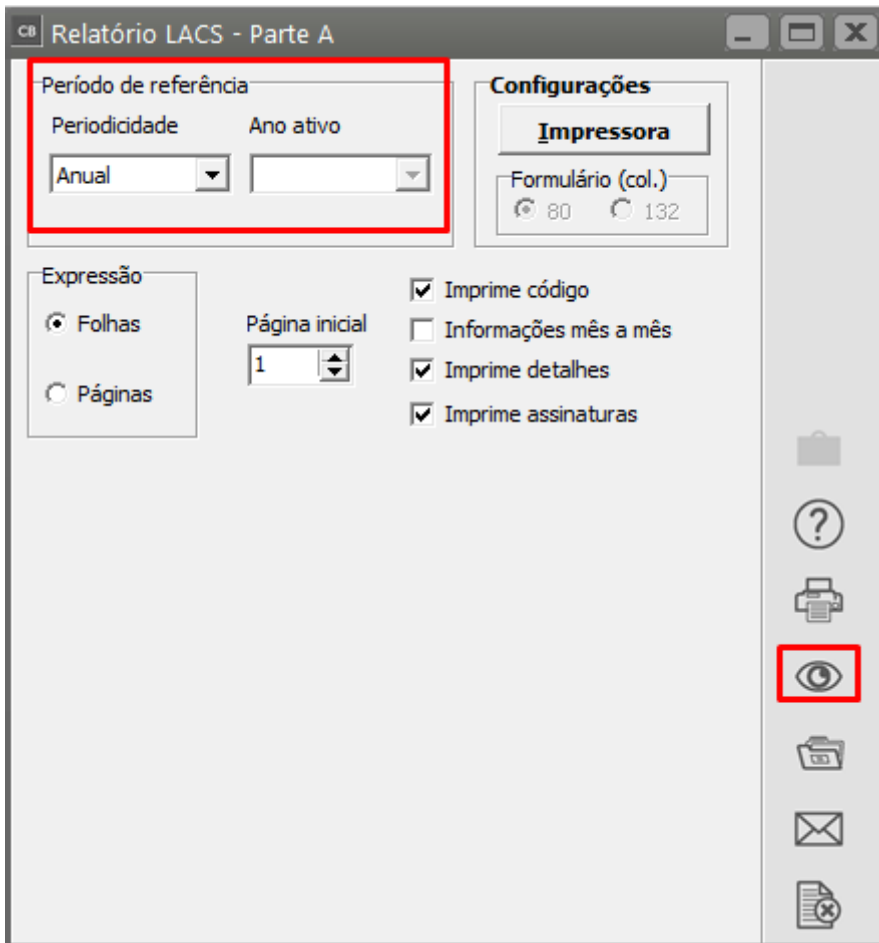 CB Relatório LACS - Parte A
Período de referência
Periodicidade Ano ativo
Anual
Configurações
Impressora
Formulário (col.)
80 132
Expressão
Folhas
Páginas
Página inicial
1
Imprime código
Informações mês a mês
Imprime detalhes
Imprime assinaturas
?